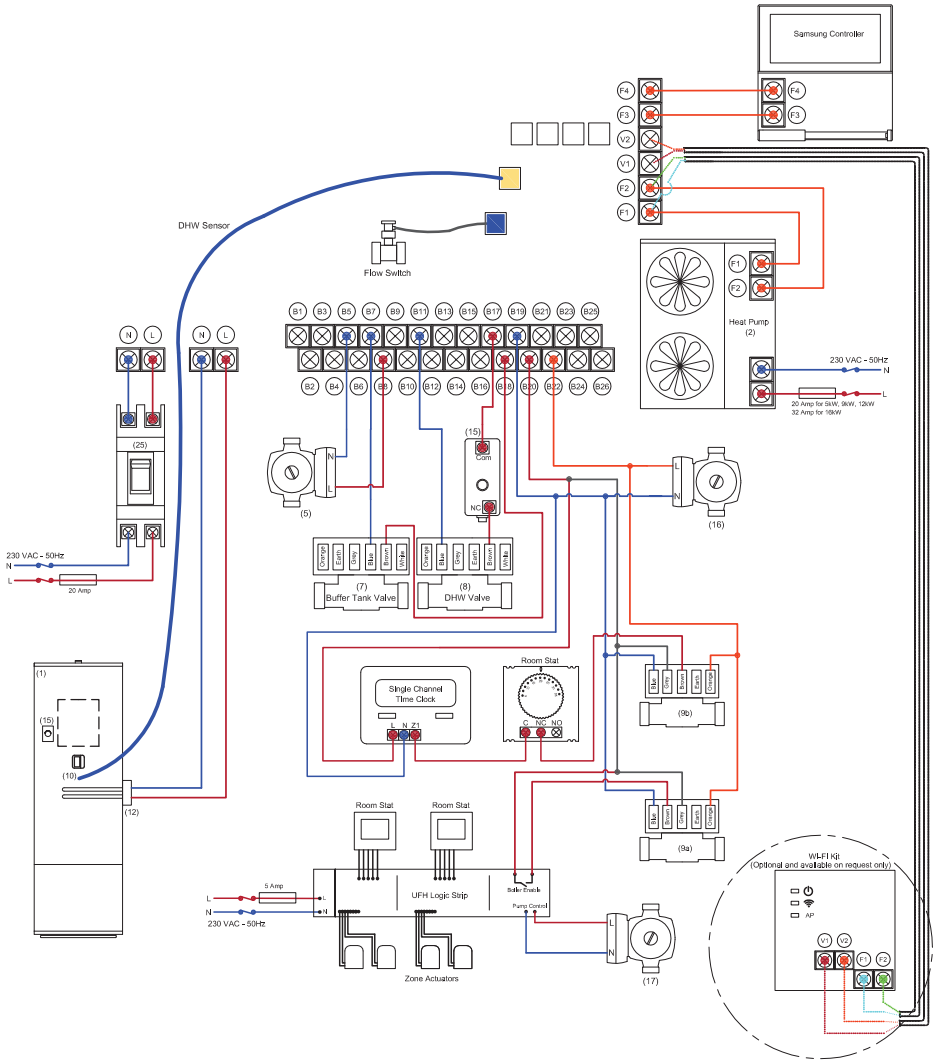 Samsung Controller
F4
F4
F3
F3
V2
V1
F2
F1
DHW Sensor
Flow Switch
F1
F2
Heat Pump
(2)
230 VAC - 50Hz
N
L
20 Amp for 5kW, 9kW, 12kW
32 Amp for 16kW
B1
B3
B5
B7
B9
B11
B13
B15
B17
B19
B21
B23
B25
B2
B4
B6
B8
B10
B12
B14
B16
B18
B20
B22
B24
B26
N
L
N
L
(25)
230 VAC - 50Hz
N
L
20 Amp
N
L
(5)
(15)
Com
NC
L
N
(16)
Orange
Earth
Grey
Blue
Brown
White
(7)
Buffer Tank Valve
Orange
Blue
Grey
Earth
Brown
White
(8)
DHW Valve
(1)
(15)
(10)
(12)
Single Channel
Time Clock
L
N
Z1
Room Stat
C
NC
NO
Blue
Grey
Brown
Earth
Orange
(9b)
Blue
Brown
Grey
Earth
Orange
(9a)
Room Stat
Room Stat
5 Amp
L
N
230 VAC - 50Hz
L
N
UFH Logic Strip
Boiler Enable
Pump Control
Zone Actuators
L
N
(17)
Wi-Fi Kit
(Optional and available on request only)
AP
V1
V2
F1
F2